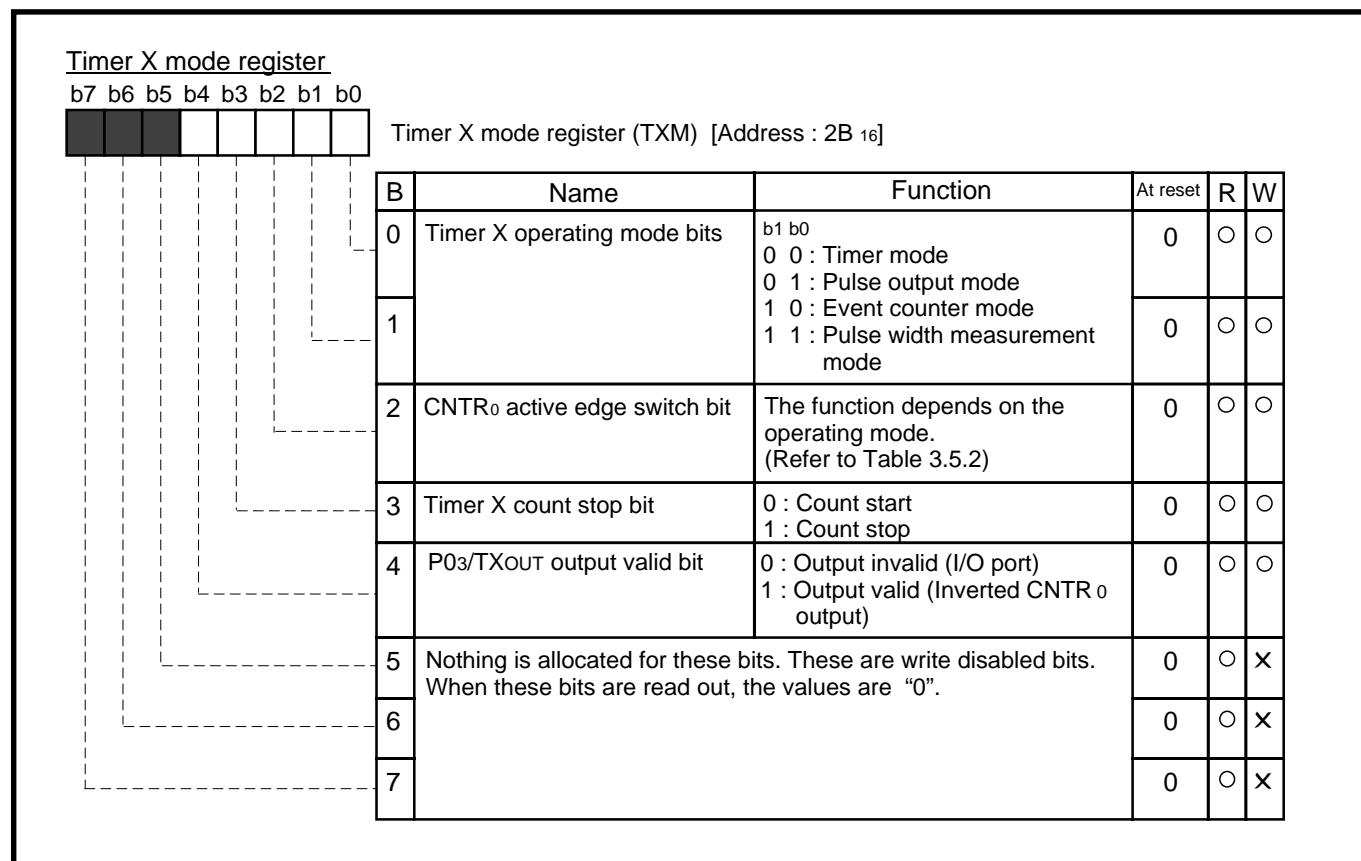 Timer X mode register
b7 b6 b5 b4 b3 b2 b1 b0
Timer X mode register (TXM) [Address : 2B 16]
B Name Function At reset R W
0 Timer X operating mode bits b1 b0 0 ○ ○
0 0 : Timer mode
0 1 : Pulse output mode
1 0 : Event counter mode
1 1 1 : Pulse width measurement 0 ○ ○
mode
2 CNTR0 active edge switch bit The function depends on the 0 ○ ○
operating mode.
(Refer to Table 3.5.2)
3 Timer X count stop bit 0 : Count start 0 ○ ○
1 : Count stop
4 P03/TXOUT output valid bit 0 : Output invalid (I/O port) 0 ○ ○
1 : Output valid (Inverted CNTR 0
output)
5 Nothing is allocated for these bits. These are write disabled bits. 0 ○ ×
When these bits are read out, the values are “0”.
6 0 ○ ×
7 0 ○ ×